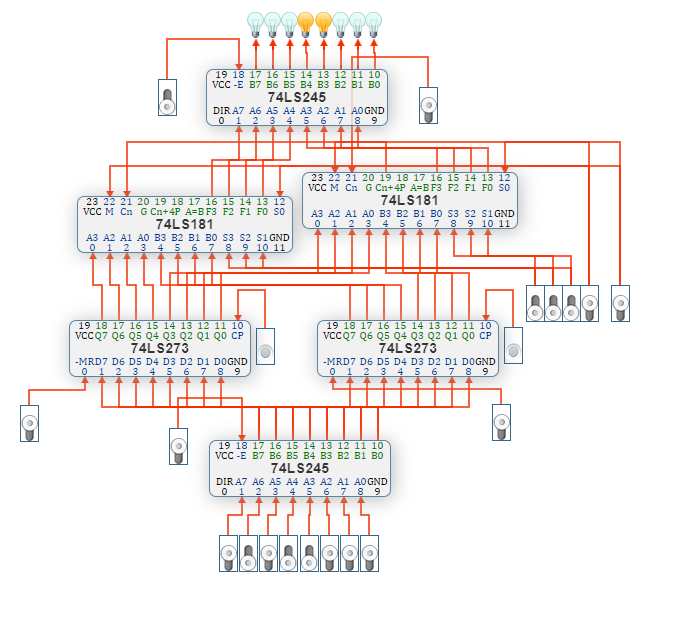 19 18 17 16 15 14 13 12 11 10
VCC -E B7 B6 B5 B4 B3 B2 B1 B0
74LS245
DIR A7 A6 A5 A4 A3 A2 A1 A0 GND
0 1 2 3 4 5 6 7 8 9
23 22 21 20 19 18 17 16 15 14 13 12
VCC M Cn G Cn+4 P A=B F3 F2 F1 F0 S0
74LS181
A3 A2 A1 A0 B3 B2 B1 B0 S3 S2 S1 GND
0 1 2 3 4 5 6 7 8 9 10 11
23 22 21 20 19 18 17 16 15 14 13 12
VCC M Cn G Cn+4 P A=B F3 F2 F1 F0 S0
74LS181
A3 A2 A1 A0 B3 B2 B1 B0 S3 S2 S1 GND
0 1 2 3 4 5 6 7 8 9 10 11
19 18 17 16 15 14 13 12 11 10
VCC Q7 Q6 Q5 Q4 Q3 Q2 Q1 Q0 CP
74LS273
-MR D7 D6 D5 D4 D3 D2 D1 D0 GND
0 1 2 3 4 5 6 7 8 9
19 18 17 16 15 14 13 12 11 10
VCC Q7 Q6 Q5 Q4 Q3 Q2 Q1 Q0 CP
74LS273
-MR D7 D6 D5 D4 D3 D2 D1 D0 GND
0 1 2 3 4 5 6 7 8 9
19 18 17 16 15 14 13 12 11 10
VCC -E B7 B6 B5 B4 B3 B2 B1 B0
74LS245
DIR A7 A6 A5 A4 A3 A2 A1 A0 GND
0 1 2 3 4 5 6 7 8 9